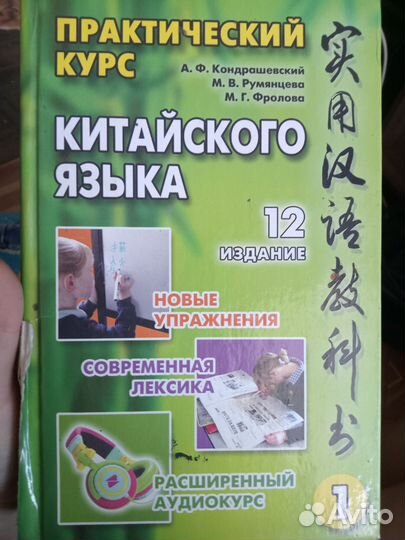 ПРАКТИЧЕСКИЙ
КУРС
А. Ф. Кондрашевский
М. В. Румянцева
М. Г. Фролова
КИТАЙСКОГО
ЯЗЫКА
12
ИЗДАНИЕ
НОВЫЕ
УПРАЖНЕНИЯ
СОВРЕМЕННАЯ
ЛЕКСИКА
РАСШИРЕННЫЙ
АУДИОКУРС
实用汉语教科书
1
Avito